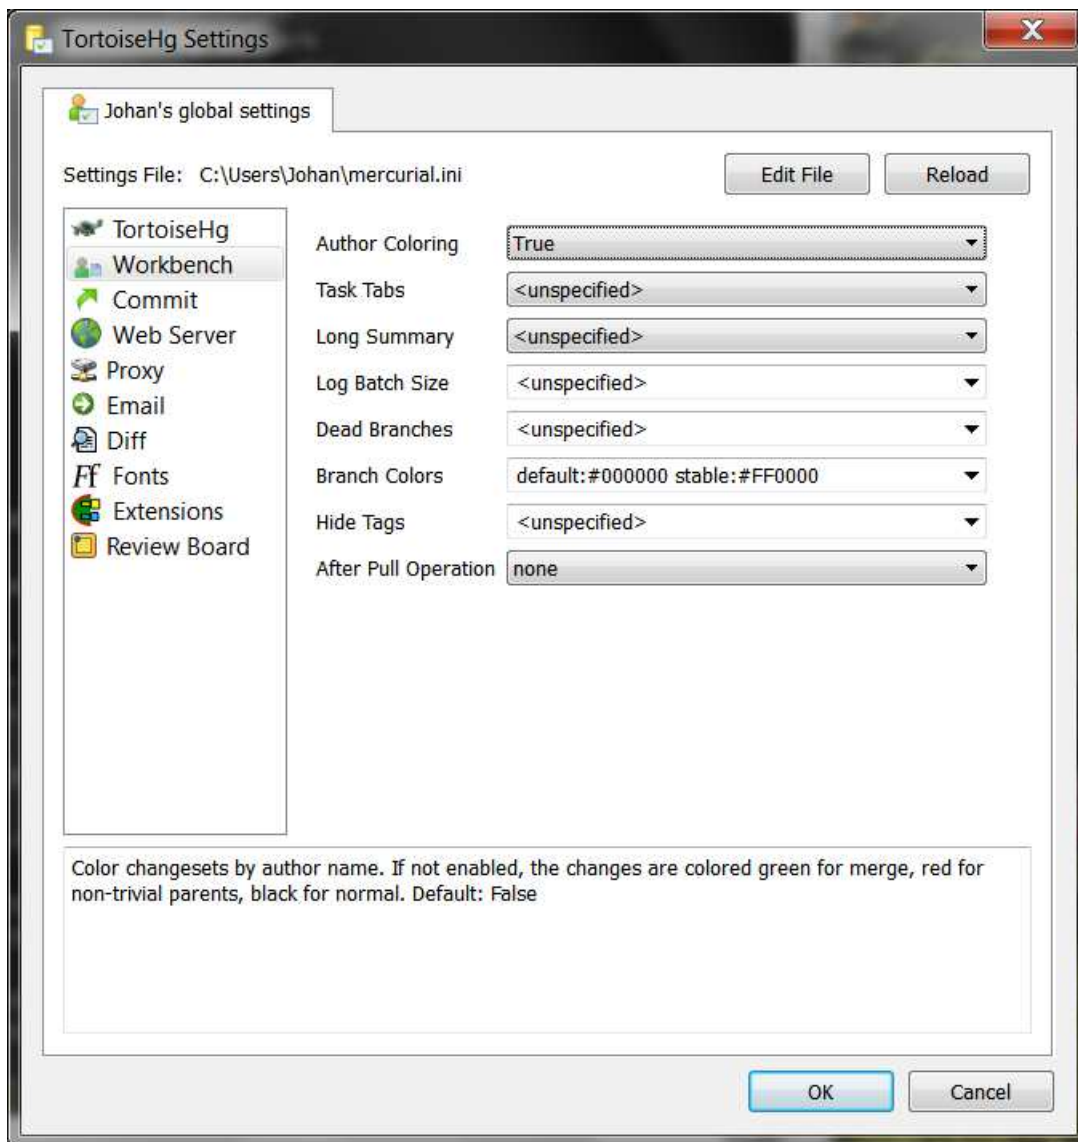 TortoiseHg Settings
Johan's global settings
Settings File: C:\Users\Johan\mercurial.ini
Edit File
Reload
TortoiseHg
Workbench
Commit
Web Server
Proxy
Email
Diff
Ff Fonts
Extensions
Review Board
Author Coloring True
Task Tabs <unspecified>
Long Summary <unspecified>
Log Batch Size <unspecified>
Dead Branches <unspecified>
Branch Colors default:#000000 stable:#FF0000
Hide Tags <unspecified>
After Pull Operation none
Color changesets by author name. If not enabled, the changes are colored green for merge, red for
non-trivial parents, black for normal. Default: False
OK
Cancel